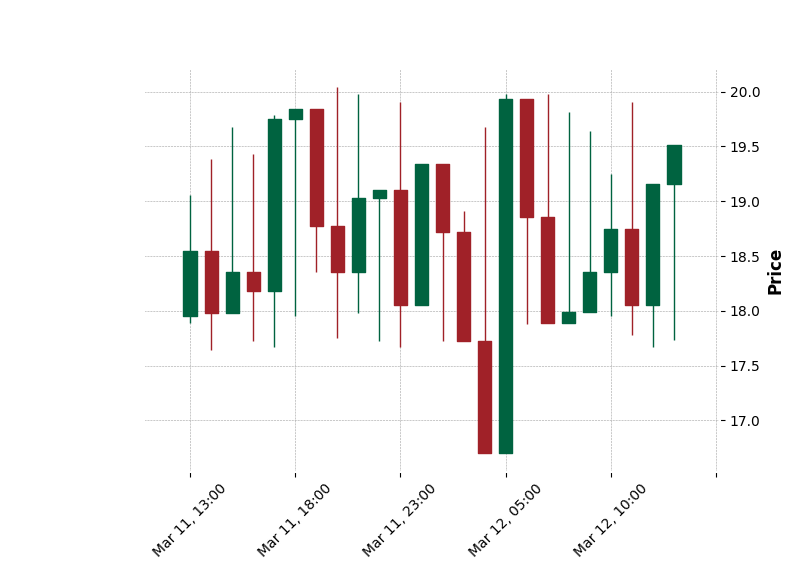 20.0
19.5
19.0
18.5
18.0
17.5
17.0
Price
Mar 11, 13:00
Mar 11, 18:00
Mar 11, 23:00
Mar 12, 05:00
Mar 12, 10:00